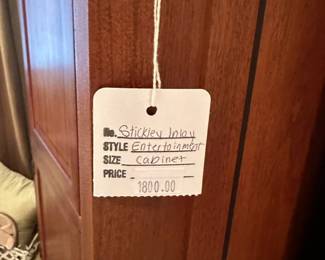 No. Stickley Inlay
STYLE Entertainment
SIZE Cabinet
PRICE
1800.00